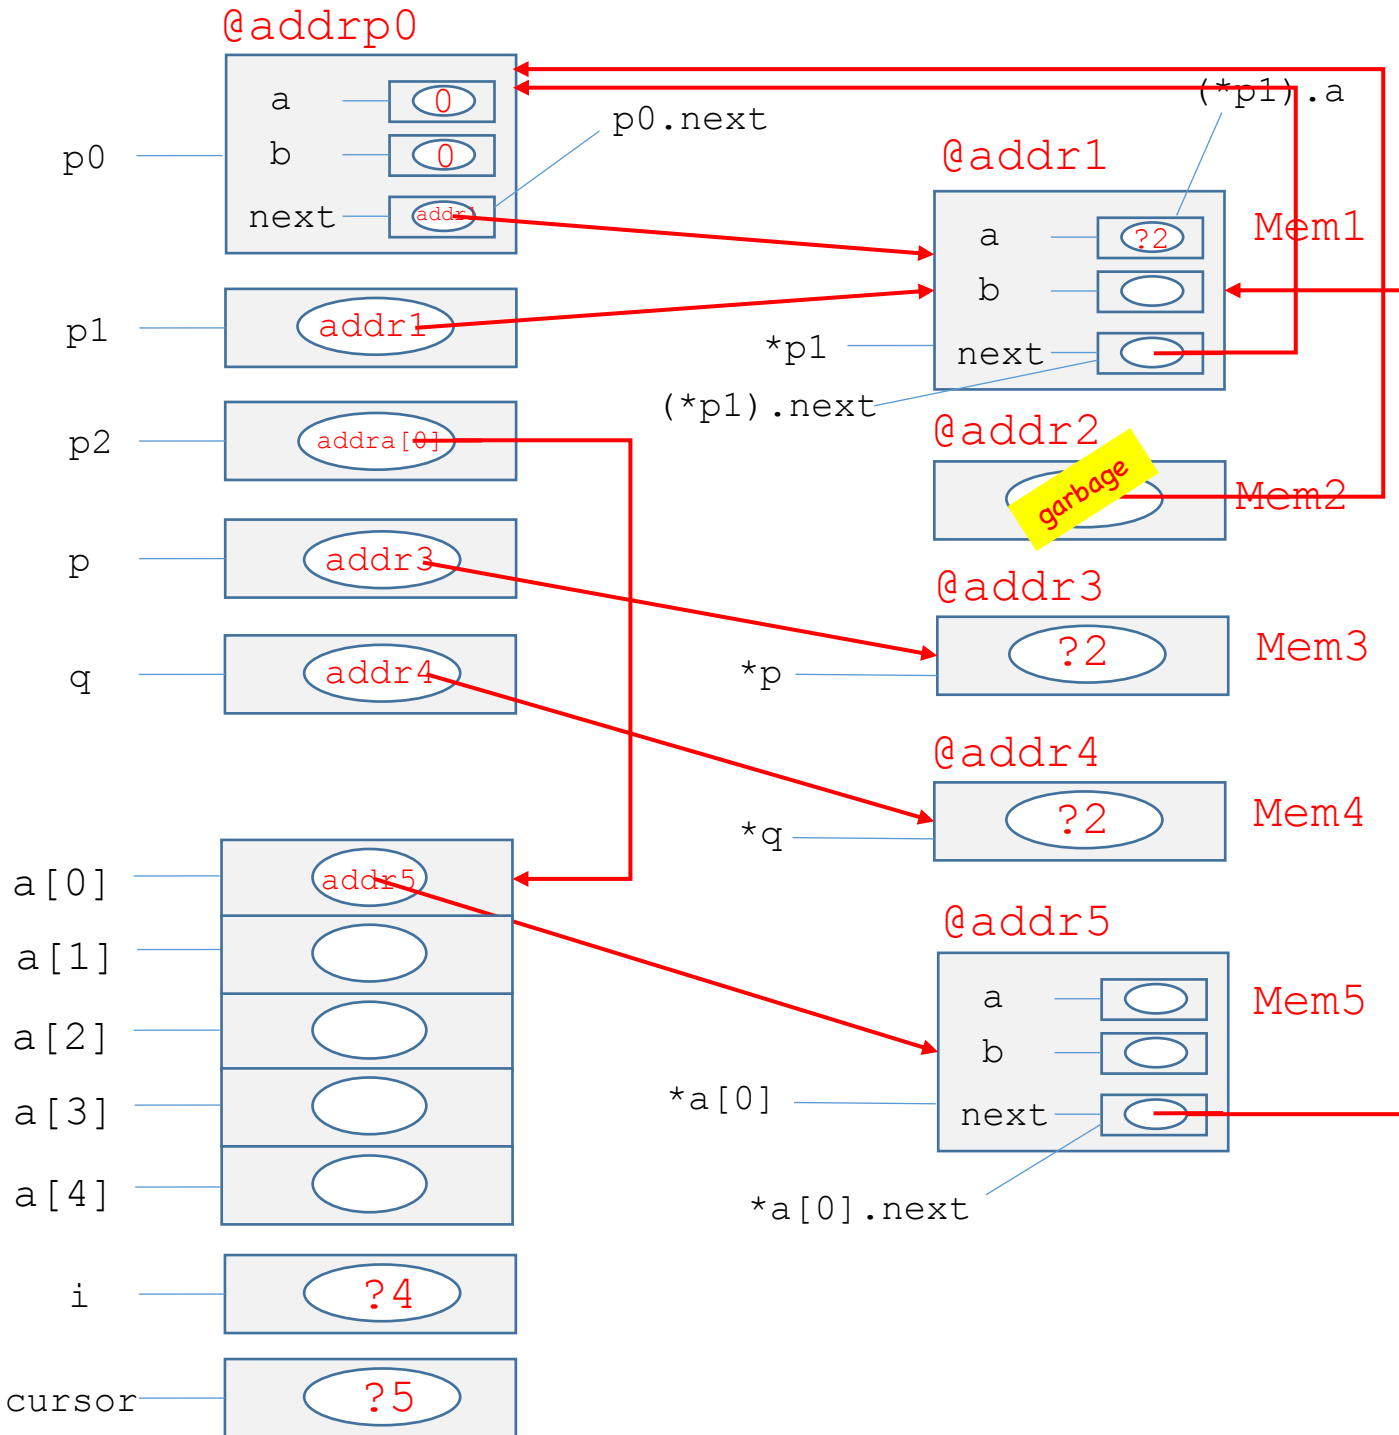 @addrp0
a
0
b
0
p0
next
addr1
p0.next
(*p1).a
@addr1
a
?2
Mem1
b
*p1
next
(*p1).next
p1
addr1
p2
addra[0]
@addr2
garbage
Mem2
p
addr3
@addr3
?2
Mem3
*p
q
addr4
@addr4
?2
Mem4
*q
a[0]
addr5
a[1]
a[2]
a[3]
a[4]
@addr5
a
Mem5
b
*a[0]
next
*a[0].next
i
?4
cursor
?5